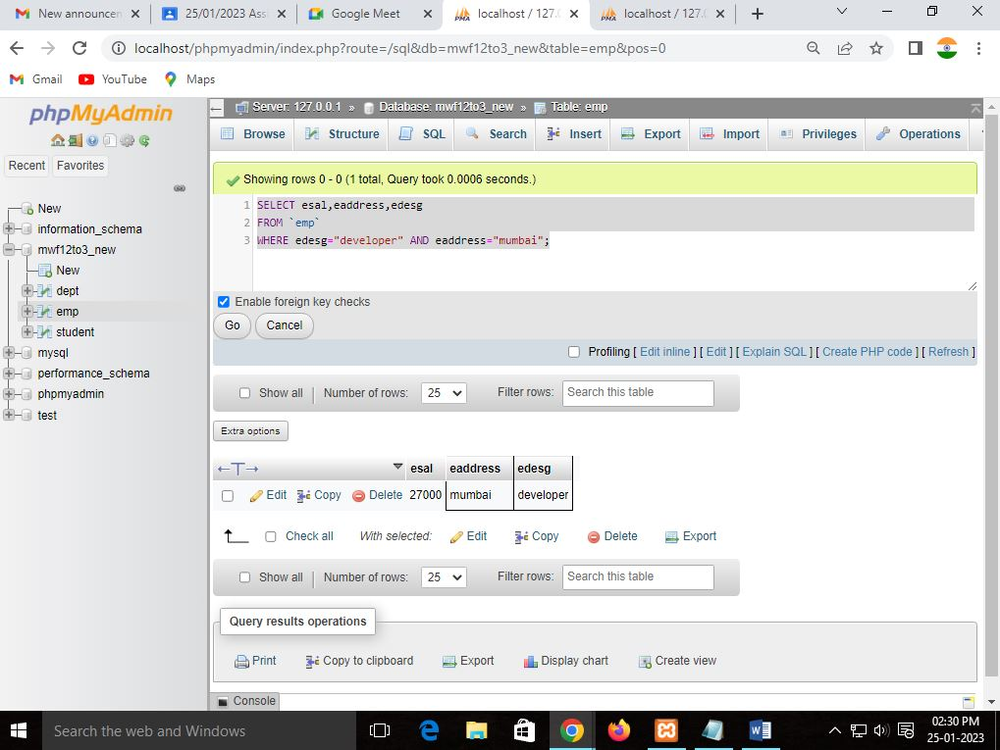 New announcen
25/01/2023 Ass
Google Meet
localhost / 127.
localhost / 127.
localhost/phpmyadmin/index.php?route=/sql&db=mwf12to3_new&table=emp&pos=0
Gmail YouTube Maps
phpMyAdmin
Recent Favorites
New
information_schema
mwf12to3_new
New
dept
emp
student
mysql
performance_schema
phpmyadmin
test
Server: 127.0.0.1 » Database: mwf12to3_new » Table: emp
Browse Structure SQL Search Insert Export Import Privileges Operations
Showing rows 0 - 0 (1 total, Query took 0.0006 seconds.)
1 SELECT esal,eaddress,edesg
2 FROM `emp`
3 WHERE edesg="developer" AND eaddress="mumbai";
Enable foreign key checks
Go Cancel
Profiling [ Edit inline ] [ Edit ] [ Explain SQL ] [ Create PHP code ] [ Refresh ]
Show all Number of rows: 25 Filter rows: Search this table
Extra options
←T→ esal eaddress edesg
Edit Copy Delete 27000 mumbai developer
Check all With selected: Edit Copy Delete Export
Show all Number of rows: 25 Filter rows: Search this table
Query results operations
Print Copy to clipboard Export Display chart Create view
Console
Search the web and Windows
02:30 PM
25-01-2023